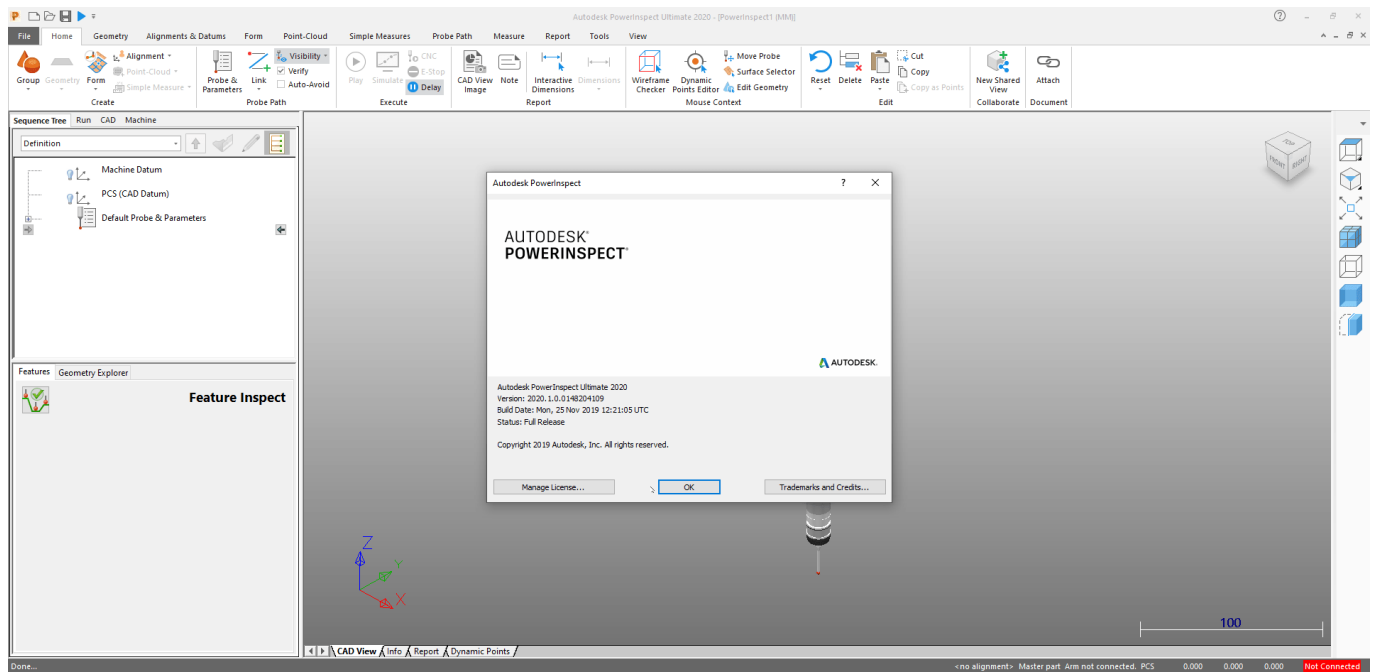 Autodesk PowerInspect Ultimate 2020 - [PowerInspect1 (MM)]
File Home Geometry Alignments & Datums Form Point-Cloud Simple Measures Probe Path Measure Report Tools View
Group Geometry Form Alignment Point-Cloud Simple Measure
Create
Probe & Parameters Link Visibility Verify Auto-Avoid
Probe Path
Play Simulate CNC E-Stop Delay
Execute
CAD View Image Note Interactive Dimensions Dimensions
Report
Wireframe Checker Dynamic Points Editor Move Probe Surface Selector Edit Geometry
Mouse Context
Reset Delete Paste Cut Copy Copy as Points
Edit
New Shared View
Collaborate
Attach
Document
Sequence Tree Run CAD Machine
Definition
Machine Datum
PCS (CAD Datum)
Default Probe & Parameters
Features Geometry Explorer
Feature Inspect
TOP
FRONT RIGHT
Autodesk PowerInspect ? X
AUTODESK®
POWERINSPECT®
AUTODESK.
Autodesk PowerInspect Ultimate 2020
Version: 2020.1.0.0148204109
Build Date: Mon, 25 Nov 2019 12:21:05 UTC
Status: Full Release
Copyright 2019 Autodesk, Inc. All rights reserved.
Manage License... OK Trademarks and Credits...
Z
Y
X
100
CAD View Info Report Dynamic Points
Done... <no alignment> Master part Arm not connected. PCS 0.000 0.000 0.000 Not Connected